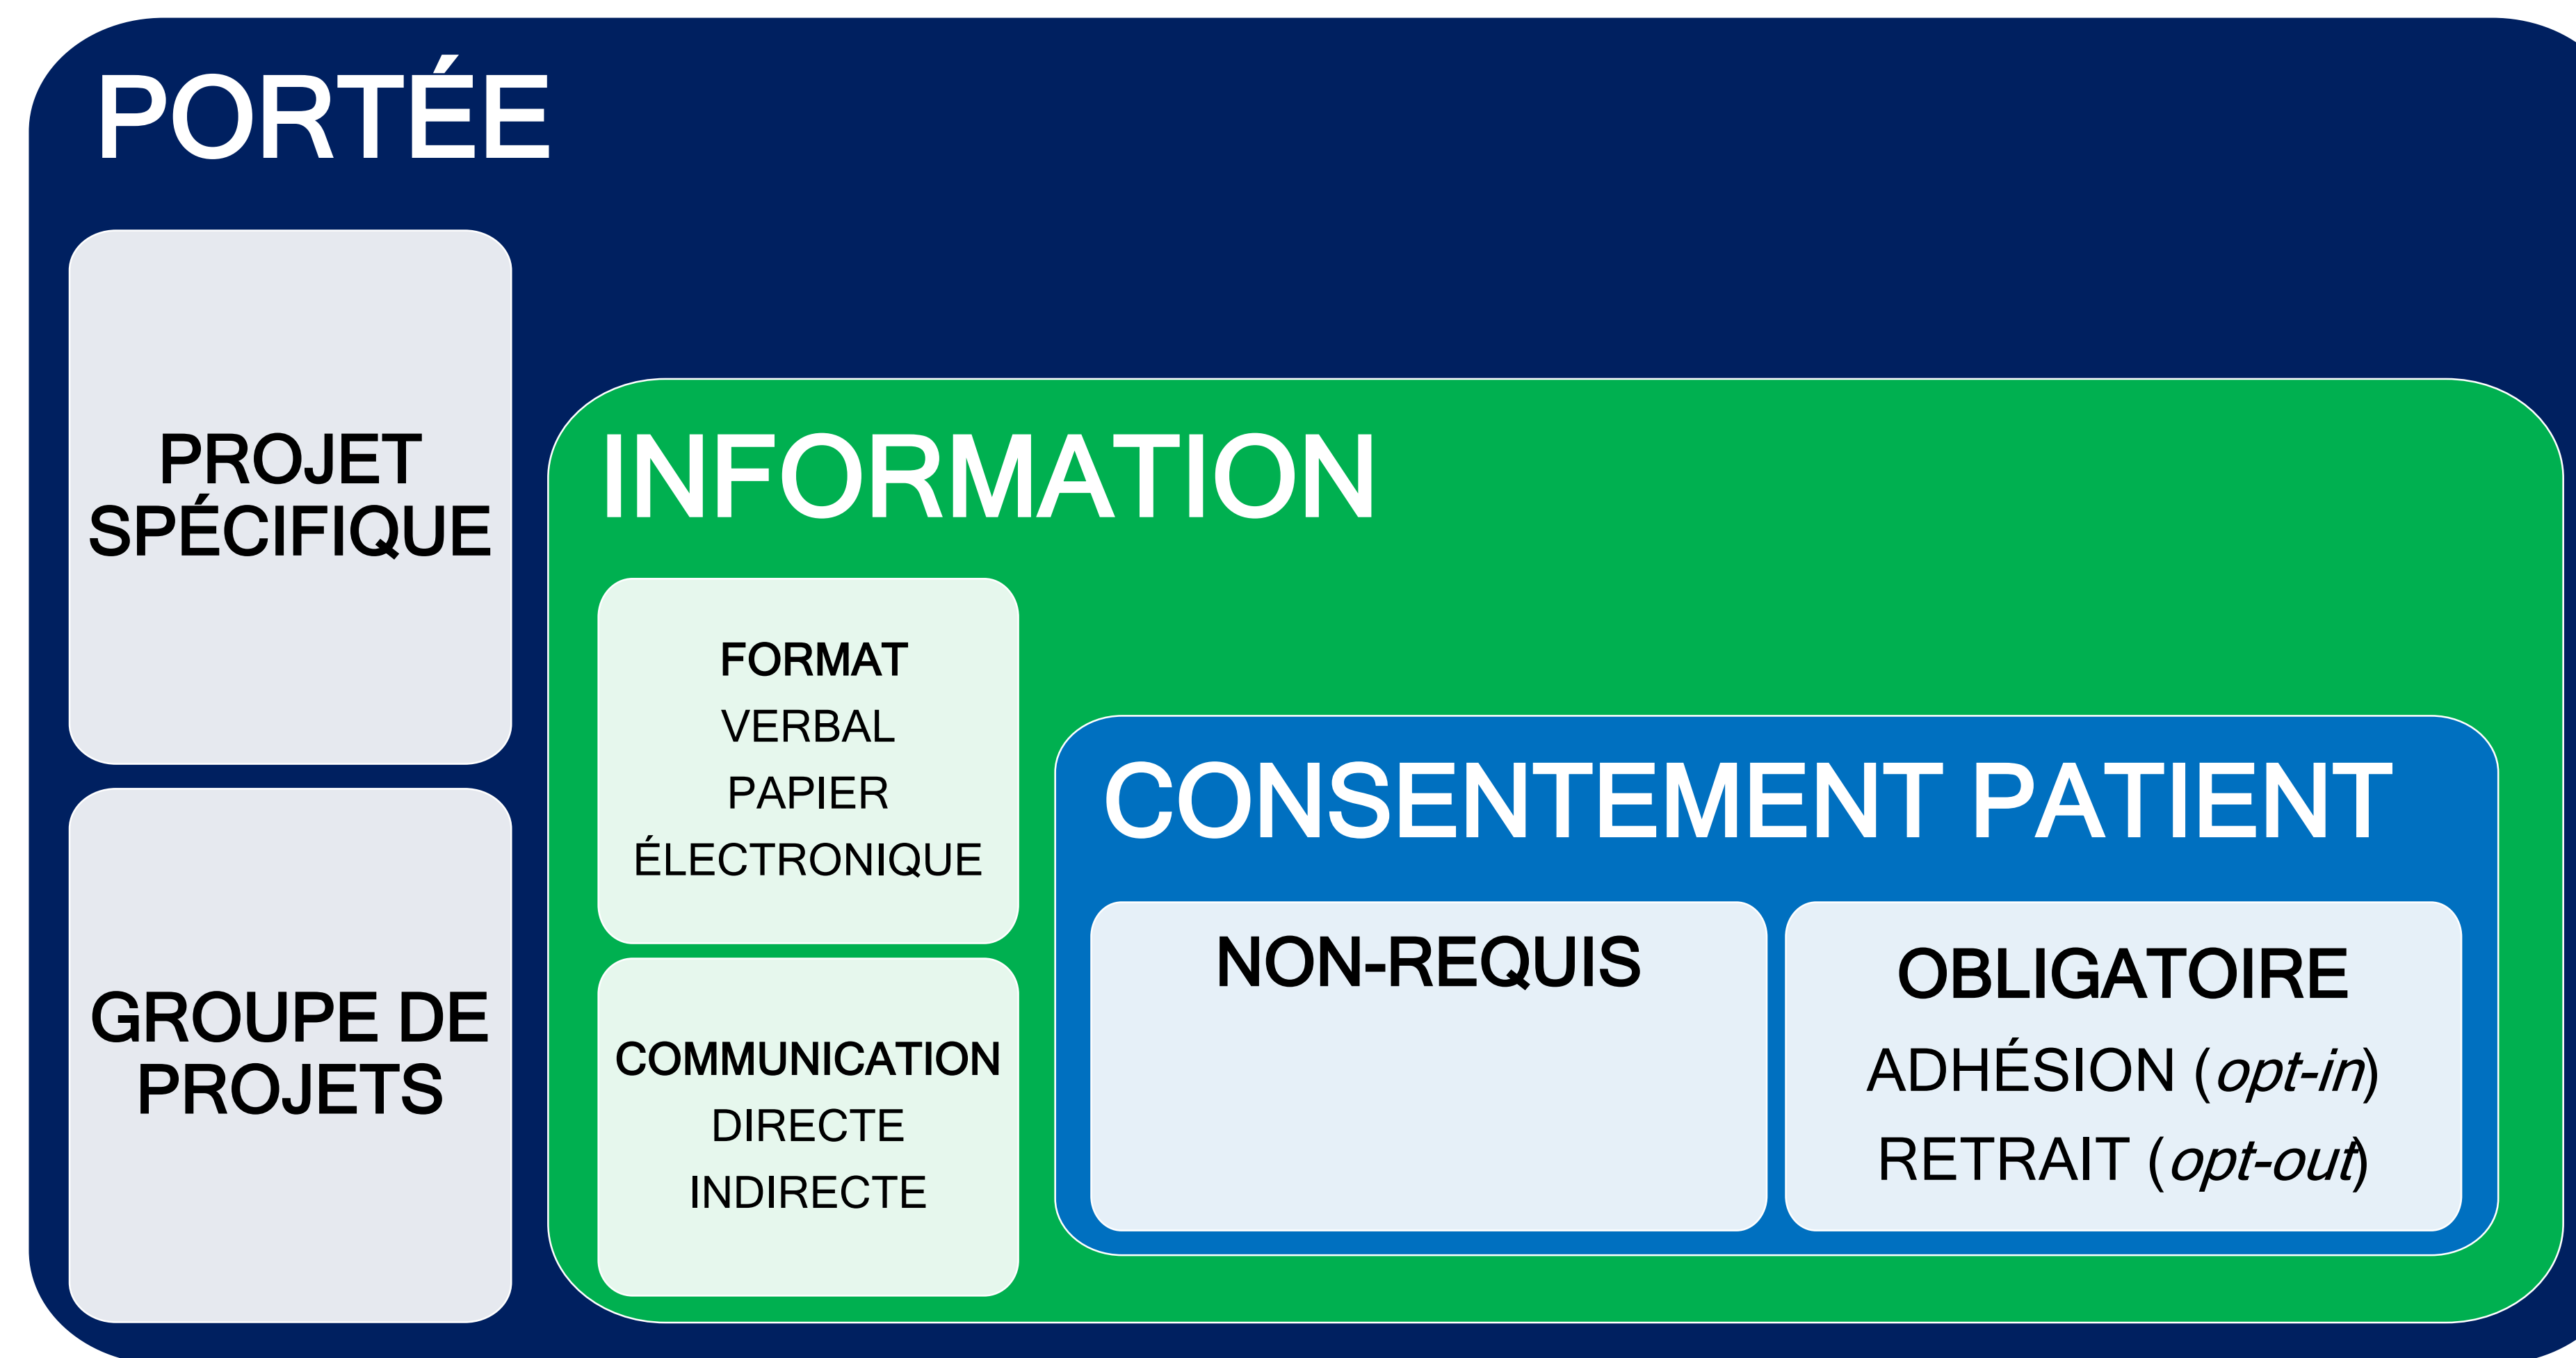 PORTÉE
PROJET
SPÉCIFIQUE
GROUPE DE
PROJETS
INFORMATION
FORMAT
VERBAL
PAPIER
ÉLECTRONIQUE
COMMUNICATION
DIRECTE
INDIRECTE
CONSENTEMENT PATIENT
NON-REQUIS
OBLIGATOIRE
ADHÉSION (opt-in)
RETRAIT (opt-out)